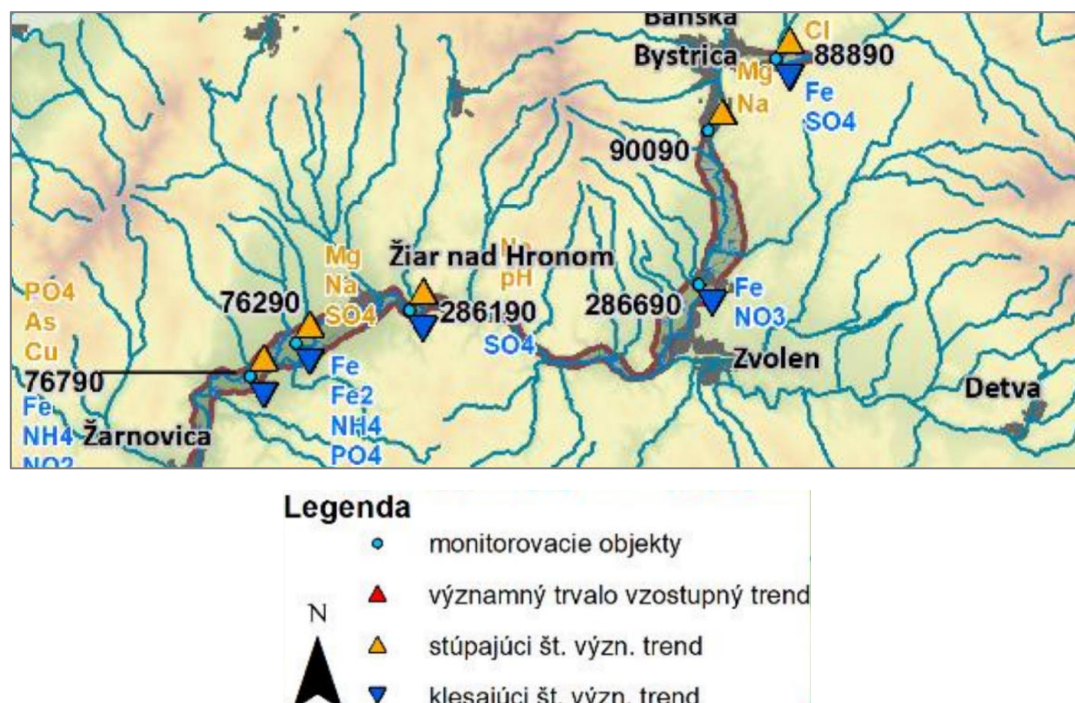 Banská
Bystrica
Cl
88890
Mg
Na
Fe
SO4
90090
Mg
Na
SO4
Žiar nad Hronom
Na
pH
PO4
As
Cu
76290
286190
SO4
286690
Fe
NO3
Zvolen
Detva
76790
Fe
NH4
NO2
Žarnovica
Fe
Fe2
NH4
PO4
Legenda
monitorovacie objekty
významný trvalo vzostupný trend
N
stúpajúci št. význ. trend
klesajúci št. význ. trend